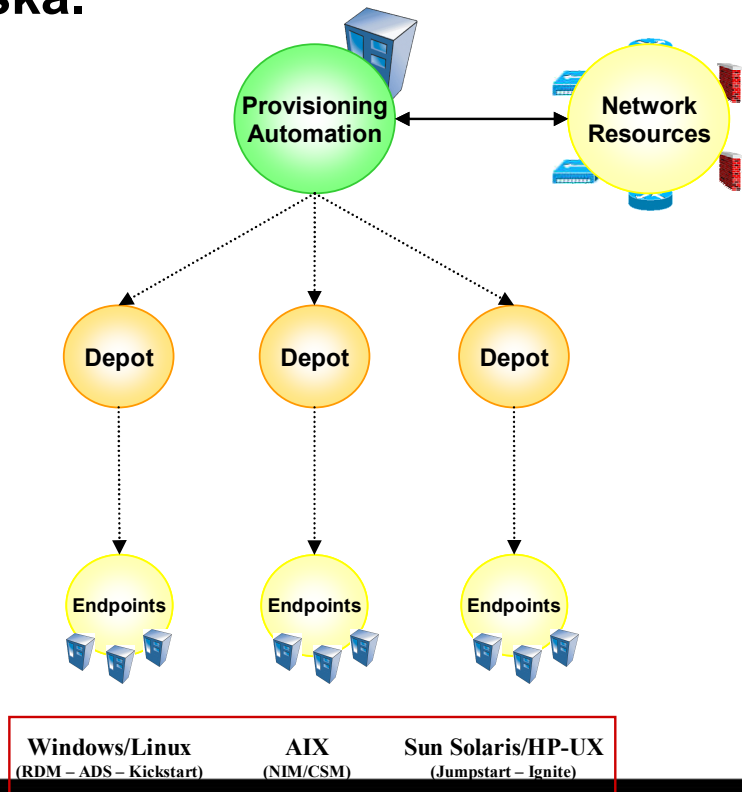 ska.
Provisioning
Automation
Network
Resources
Depot
Depot
Depot
Endpoints
Endpoints
Endpoints
Windows/Linux
(RDM – ADS – Kickstart)
AIX
(NIM/CSM)
Sun Solaris/HP-UX
(Jumpstart – Ignite)